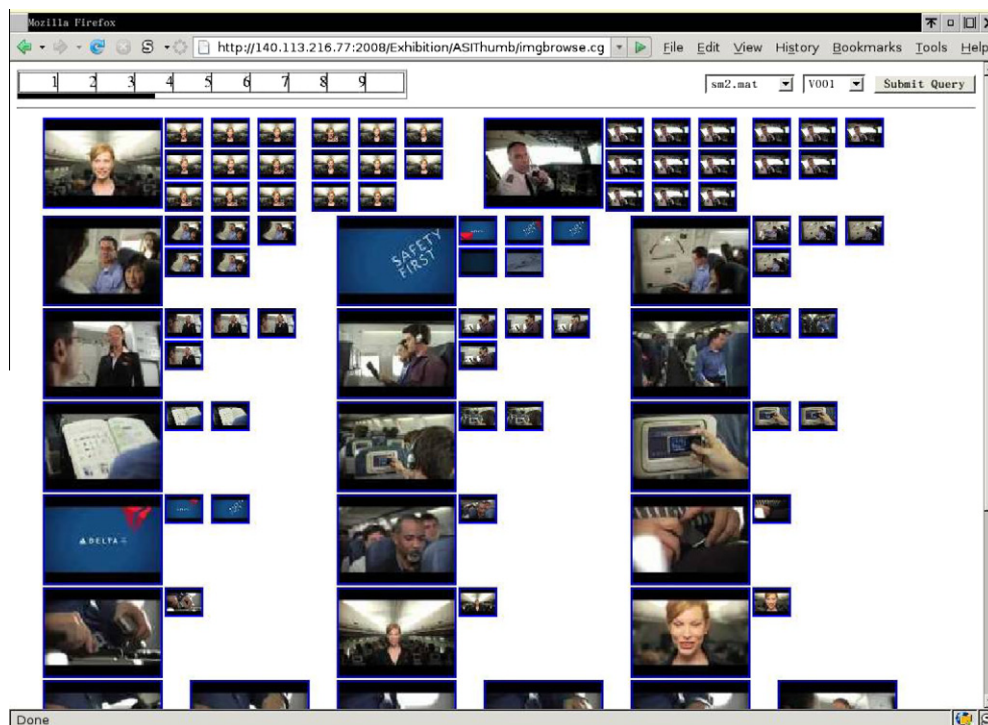 Mozilla Firefox
http://140.113.216.77:2008/Exhibition/ASIThumb/imgbrowse.cg File Edit View History Bookmarks Tools Help
1 2 3 4 5 6 7 8 9 sm2.mat V001 Submit Query
SAFETY
FIRST
DELTA
Done